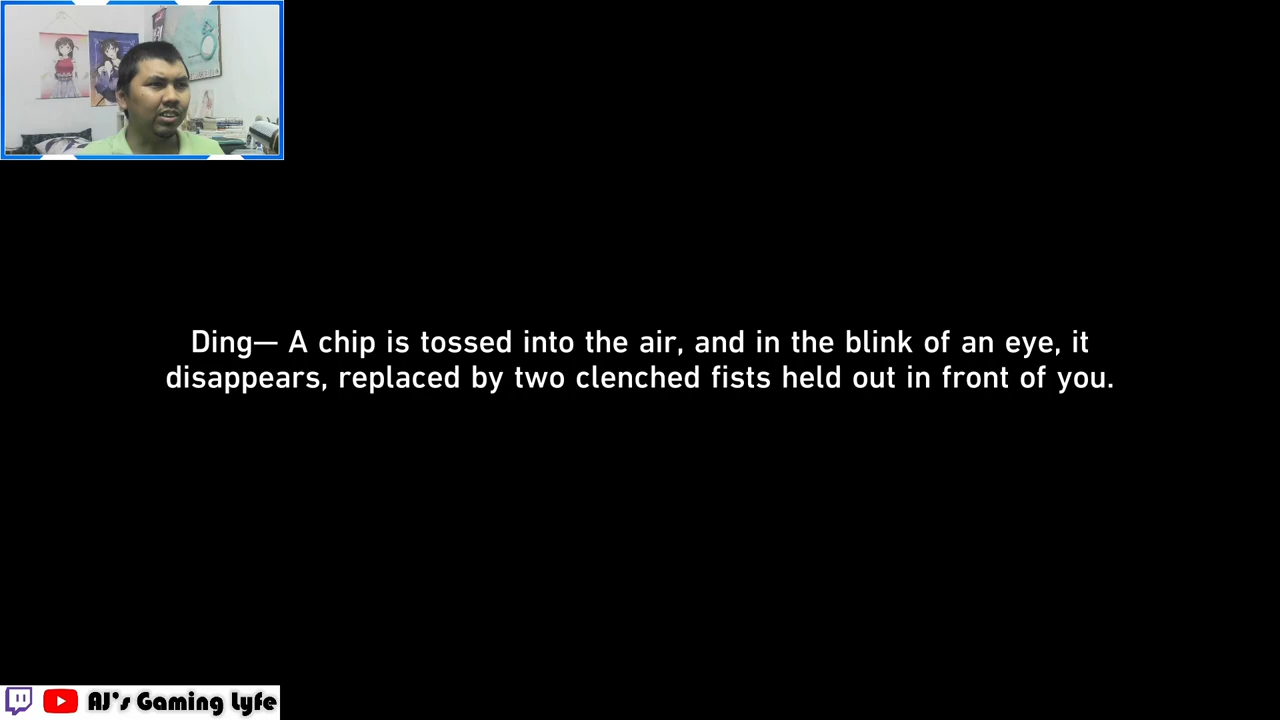 Ding— A chip is tossed into the air, and in the blink of an eye, it
disappears, replaced by two clenched fists held out in front of you.
AJ's Gaming Lyfe